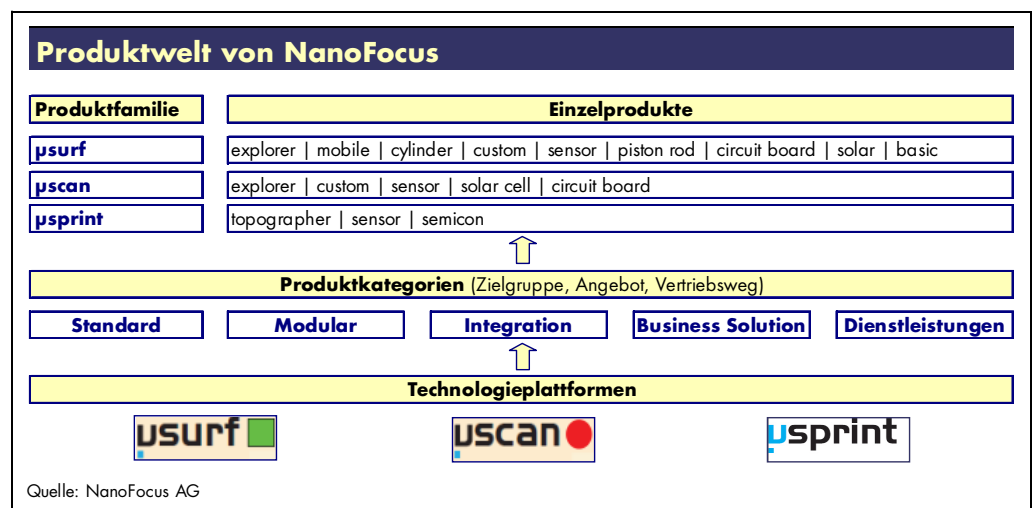 Produktwelt von NanoFocus
Produktfamilie Einzelprodukte
µsurf explorer | mobile | cylinder | custom | sensor | piston rod | circuit board | solar | basic
µscan explorer | custom | sensor | solar cell | circuit board
µsprint topographer | sensor | semicon
Produktkategorien (Zielgruppe, Angebot, Vertriebsweg)
Standard Modular Integration Business Solution Dienstleistungen
Technologieplattformen
µsurf µscan µsprint
Quelle: NanoFocus AG